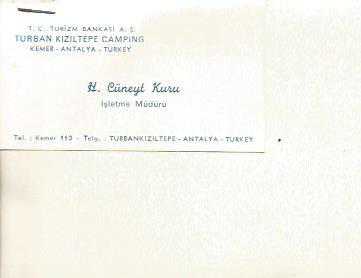 T. C. TURİZM BANKASI A. Ş.
TURBAN KIZILTEPE CAMPING
KEMER - ANTALYA - TURKEY
H. Cüneyt Kuru
İşletme Müdürü
Tel. : Kemer 113 - Telg. : TURBANKIZILTEPE - ANTALYA - TURKEY